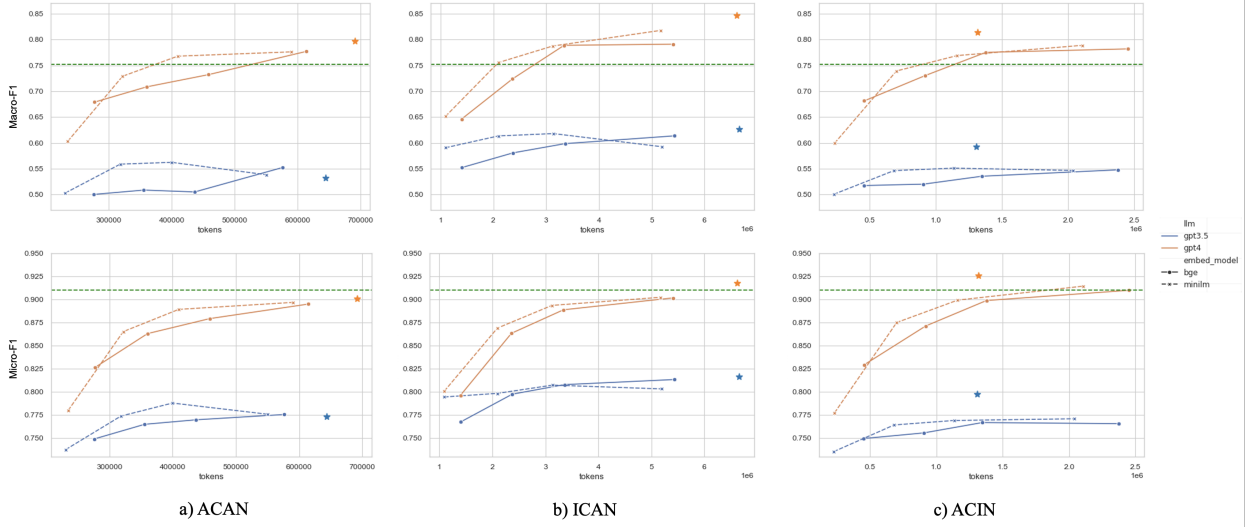 Macro-F1
0.85
0.80
0.75
0.70
0.65
0.60
0.55
0.50
300000 400000 500000 600000 700000
tokens
0.85
0.80
0.75
0.70
0.65
0.60
0.55
0.50
1 2 3 4 5 6
tokens
1e6
0.85
0.80
0.75
0.70
0.65
0.60
0.55
0.50
0.5 1.0 1.5 2.0 2.5
tokens
1e6
Micro-F1
0.950
0.925
0.900
0.875
0.850
0.825
0.800
0.775
0.750
300000 400000 500000 600000 700000
tokens
0.950
0.925
0.900
0.875
0.850
0.825
0.800
0.775
0.750
1 2 3 4 5 6
tokens
1e6
0.950
0.925
0.900
0.875
0.850
0.825
0.800
0.775
0.750
0.5 1.0 1.5 2.0 2.5
tokens
1e6
llm
gpt3.5
gpt4
embed_model
bge
minilm
a) ACAN
b) ICAN
c) ACIN